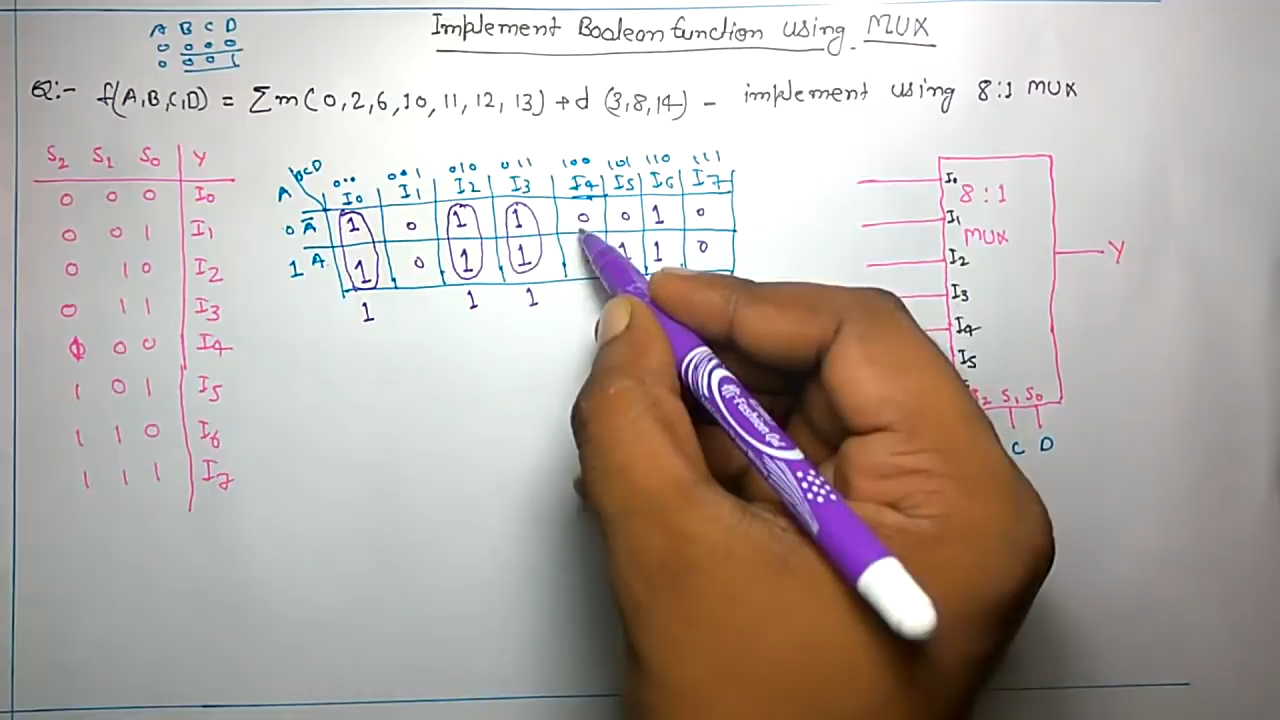 Implement Boolean function using MUX
A B C D
0 0 0 0
0 0 0 1
Q:- f(A,B,C,D) = Σm(0,2,6,10,11,12,13) + d (3,8,14) - implement using 8:1 MUX
S2 S1 S0 Y
0 0 0 I0
0 0 1 I1
0 1 0 I2
0 1 1 I3
1 0 0 I4
1 0 1 I5
1 1 0 I6
1 1 1 I7
A BCD
000 001 010 011 100 101 110 111
I0 I1 I2 I3 I4 I5 I6 I7
0 Ā 1 0 1 1 0 0 1 0
1 A 1 0 1 1 1 1 0
1 1 1
I0
8:1
I1
MUX
I2
Y
I3
I4
I5
S1 S0
C D
Hi-Fashion Gel